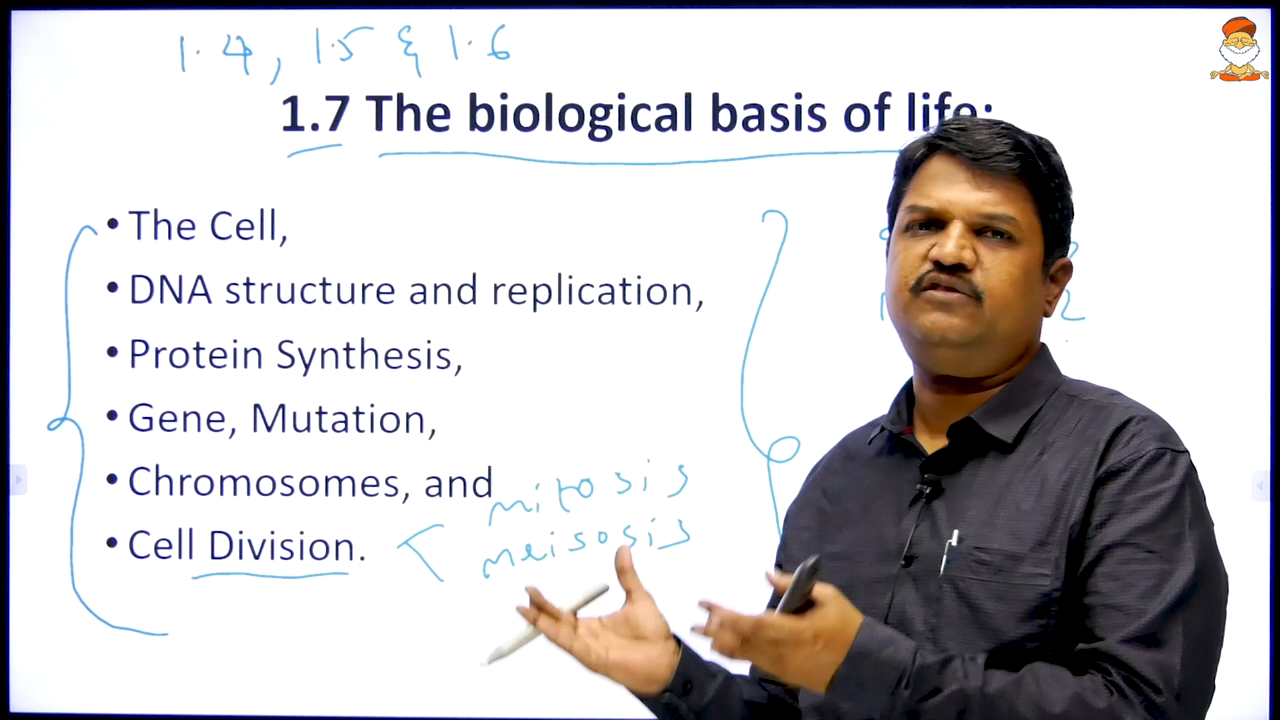 1.4, 1.5 & 1.6
1.7 The biological basis of life:
• The Cell,
• DNA structure and replication,
• Protein Synthesis,
• Gene, Mutation,
• Chromosomes, and
mitosis
• Cell Division.
meisosis